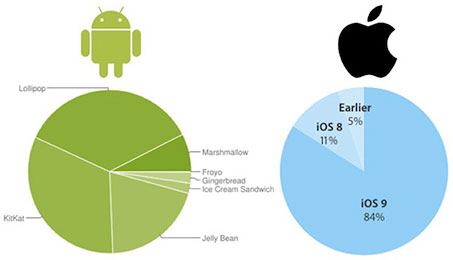 Lollipop
Marshmallow
Froyo
Gingerbread
Ice Cream Sandwich
Jelly Bean
KitKat
Earlier
5%
iOS 8
11%
iOS 9
84%